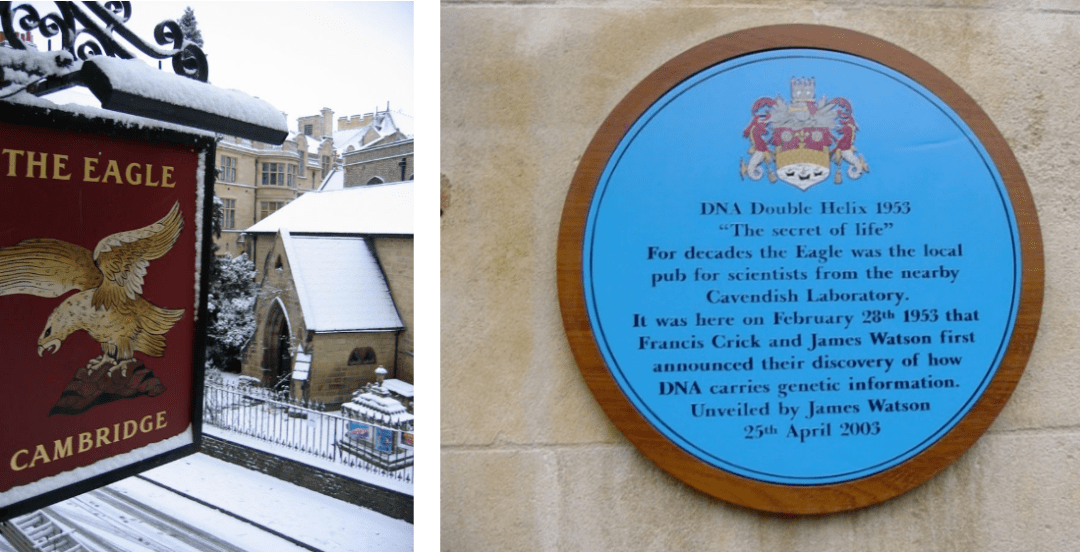 THE EAGLE
CAMBRIDGE
DNA Double Helix 1953
"The secret of life"
For decades the Eagle was the local
pub for scientists from the nearby
Cavendish Laboratory.
It was here on February 28th 1953 that
Francis Crick and James Watson first
announced their discovery of how
DNA carries genetic information.
Unveiled by James Watson
25th April 2003